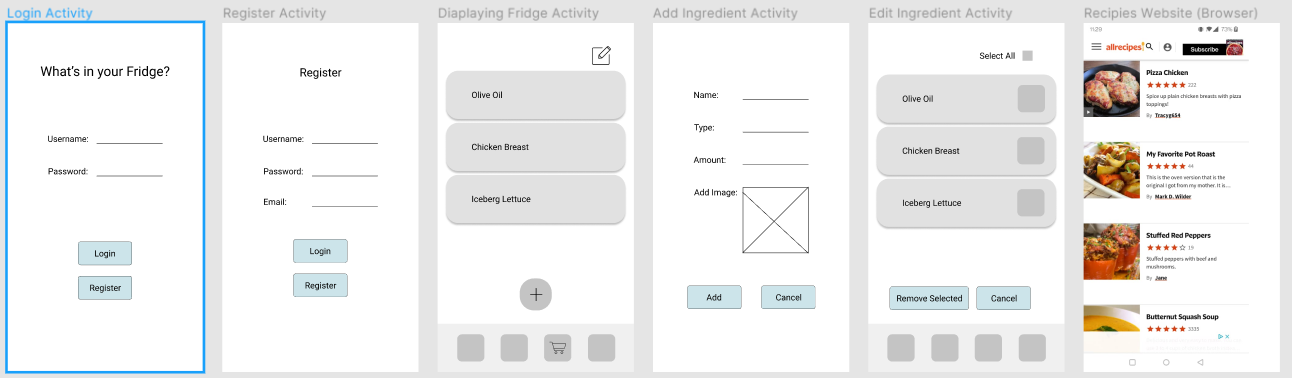 Login Activity
What's in your Fridge?
Username:
Password:
Login
Register
Register Activity
Register
Username:
Password:
Email:
Login
Register
Diaplaying Fridge Activity
Olive Oil
Chicken Breast
Iceberg Lettuce
Add Ingredient Activity
Name:
Type:
Amount:
Add Image:
Add
Cancel
Edit Ingredient Activity
Select All
Olive Oil
Chicken Breast
Iceberg Lettuce
Remove Selected
Cancel
Recipies Website (Browser)
11:29
73%
allrecipes
Subscribe
Pizza Chicken
222
Spice up plain chicken breasts with pizza
toppings!
By Tracyg654
My Favorite Pot Roast
44
This is the oven version that is the
original I got from my mother. It is...
By Mark D. Wilder
Stuffed Red Peppers
19
Stuffed peppers with beef and
mushrooms.
By Jane
Butternut Squash Soup
3333